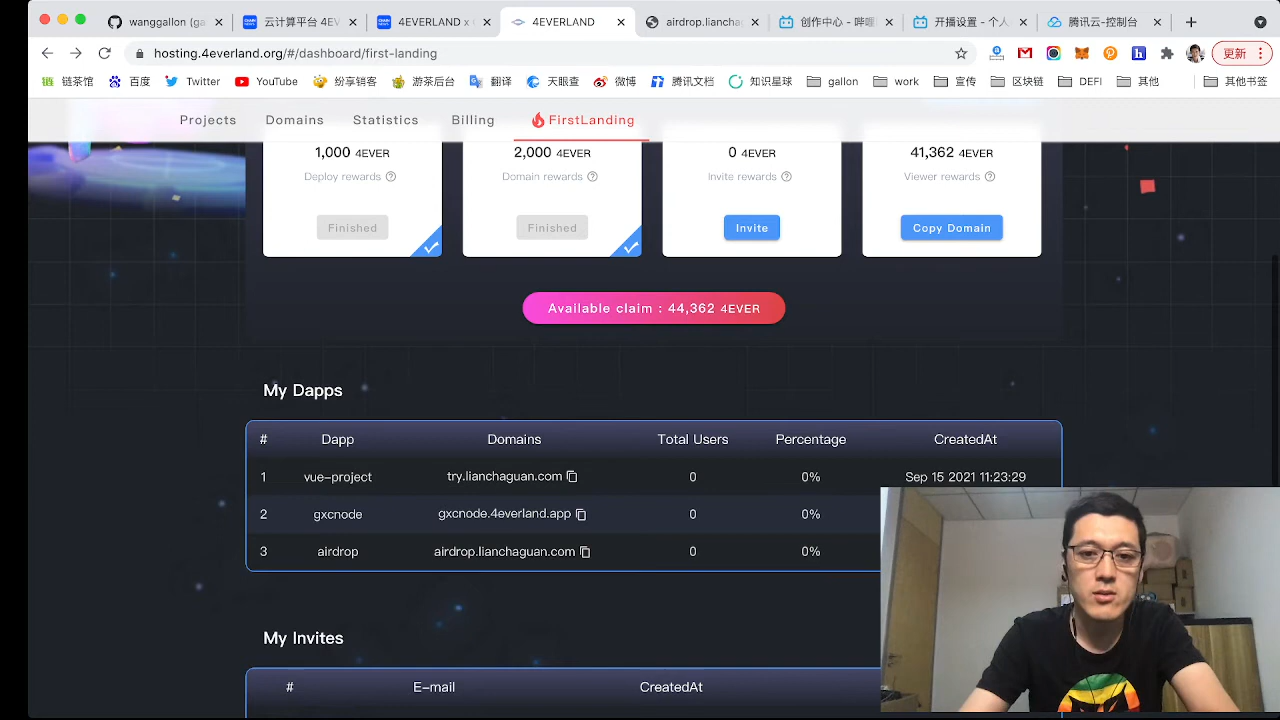 wanggallon (ga
云计算平台 4EV
4EVERLAND x
4EVERLAND
airdrop.lianch
创作中心 - 哔哩
开播设置 - 个人
腾讯云-控制台
hosting.4everland.org/#/dashboard/first-landing
更新
链茶馆
百度
Twitter
YouTube
纷享销客
游茶后台
翻译
天眼查
微博
腾讯文档
知识星球
gallon
work
宣传
区块链
DEFI
其他
其他书签
Projects
Domains
Statistics
Billing
FirstLanding
1,000 4EVER
2,000 4EVER
0 4EVER
41,362 4EVER
Deploy rewards
Domain rewards
Invite rewards
Viewer rewards
Finished
Finished
Invite
Copy Domain
Available claim : 44,362 4EVER
My Dapps
# Dapp Domains Total Users Percentage CreatedAt
1 vue-project try.lianchaguan.com 0 0% Sep 15 2021 11:23:29
2 gxcnode gxcnode.4everland.app 0 0%
3 airdrop airdrop.lianchaguan.com 0 0%
My Invites
# E-mail CreatedAt